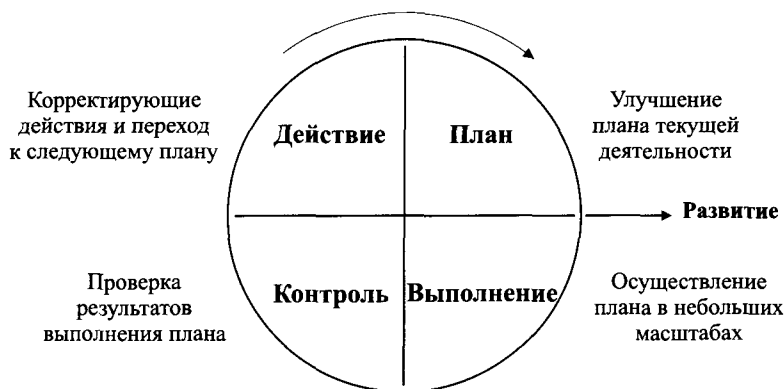 Корректирующие
действия и переход
к следующему плану
Действие
План
Улучшение
плана текущей
деятельности
Развитие
Проверка
результатов
выполнения плана
Контроль
Выполнение
Осуществление
плана в небольших
масштабах